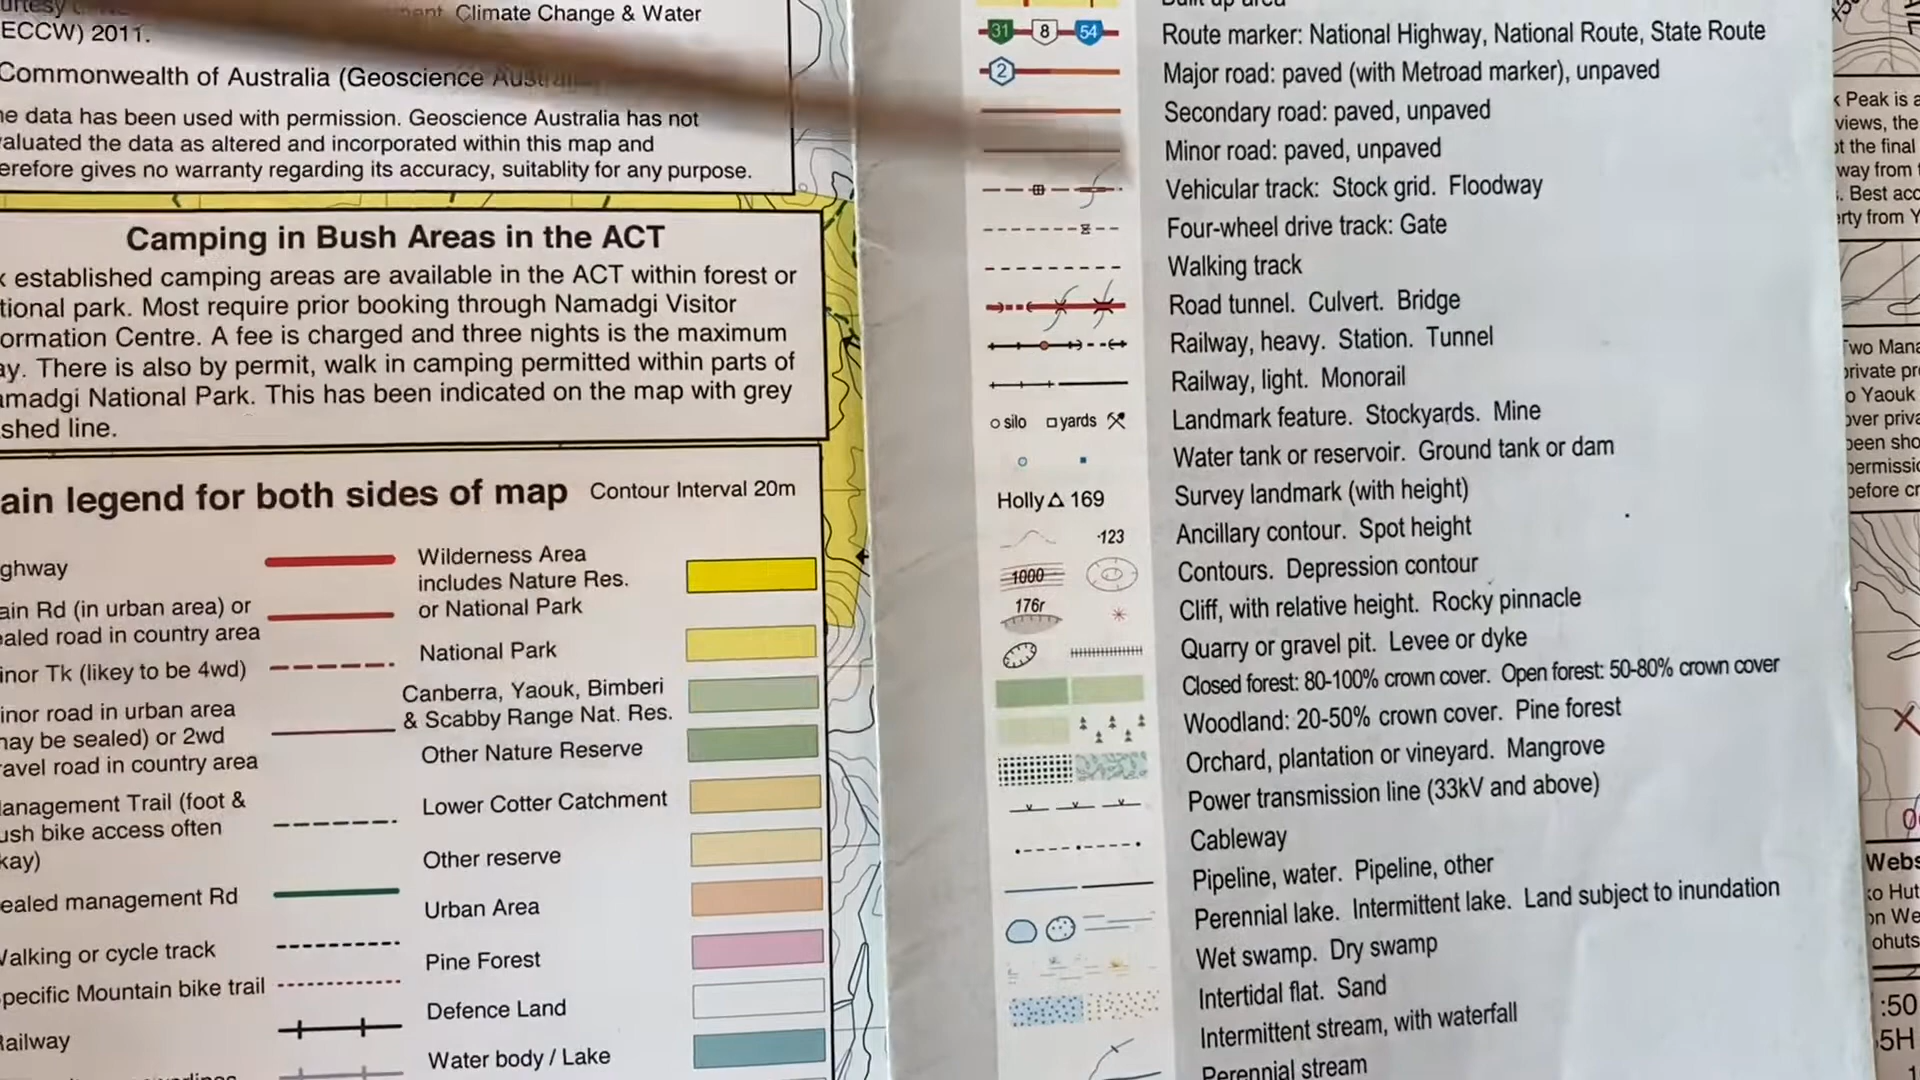 Climate Change & Water
ECCW) 2011.
Commonwealth of Australia (Geoscience
data has been used with permission. Geoscience Australia has not
aluated the data as altered and incorporated within this map and
erefore gives no warranty regarding its accuracy, suitablity for any purpose.
Camping in Bush Areas in the ACT
established camping areas are available in the ACT within forest or
tional park. Most require prior booking through Namadgi Visitor
ormation Centre. A fee is charged and three nights is the maximum
ay. There is also by permit, walk in camping permitted within parts of
amadgi National Park. This has been indicated on the map with grey
shed line.
ain legend for both sides of map Contour Interval 20m
ghway
ain Rd (in urban area) or
ealed road in country area
inor Tk (likey to be 4wd)
inor road in urban area
may be sealed) or 2wd
ravel road in country area
lanagement Trail (foot &
ush bike access often
kay)
ealed management Rd
Walking or cycle track
pecific Mountain bike trail
Railway
Wilderness Area
includes Nature Res.
or National Park
National Park
Canberra, Yaouk, Bimberi
& Scabby Range Nat. Res.
Other Nature Reserve
Lower Cotter Catchment
Other reserve
Urban Area
Pine Forest
Defence Land
Water body / Lake
Built up area
31 8 54 Route marker: National Highway, National Route, State Route
2 Major road: paved (with Metroad marker), unpaved
Secondary road: paved, unpaved
Minor road: paved, unpaved
Vehicular track: Stock grid. Floodway
Four-wheel drive track: Gate
Walking track
Road tunnel. Culvert. Bridge
Railway, heavy. Station. Tunnel
Railway, light. Monorail
silo yards Landmark feature. Stockyards. Mine
Water tank or reservoir. Ground tank or dam
Holly 169 Survey landmark (with height)
·123 Ancillary contour. Spot height
1000 Contours. Depression contour
176r Cliff, with relative height. Rocky pinnacle
Quarry or gravel pit. Levee or dyke
Closed forest: 80-100% crown cover. Open forest: 50-80% crown cover
Woodland: 20-50% crown cover. Pine forest
Orchard, plantation or vineyard. Mangrove
Power transmission line (33kV and above)
Cableway
Pipeline, water. Pipeline, other
Perennial lake. Intermittent lake. Land subject to inundation
Wet swamp. Dry swamp
Intertidal flat. Sand
Intermittent stream, with waterfall
Perennial stream
k Peak is a
views, the
ot the final
way from
. Best acc
erty from Y
Two Mana
private pr
o Yaouk
over priva
been sho
permissio
before cr
Webs
o Hut
on We
ohuts
:50
5H